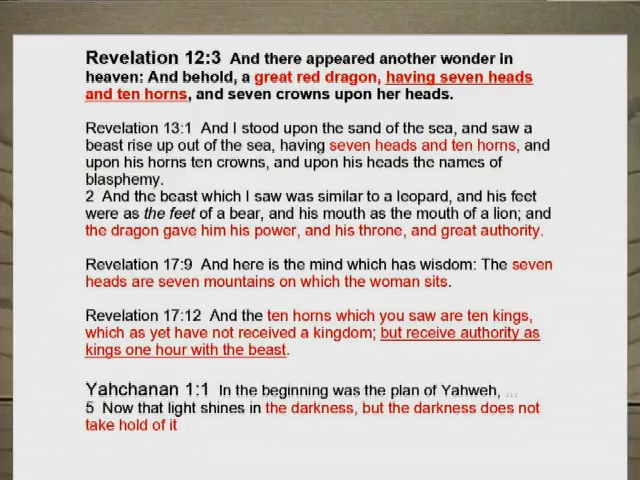 Revelation 12:3 And there appeared another wonder in
heaven: And behold, a great red dragon, having seven heads
and ten horns, and seven crowns upon her heads.
Revelation 13:1 And I stood upon the sand of the sea, and saw a
beast rise up out of the sea, having seven heads and ten horns, and
upon his horns ten crowns, and upon his heads the names of
blasphemy.
2 And the beast which I saw was similar to a leopard, and his feet
were as the feet of a bear, and his mouth as the mouth of a lion; and
the dragon gave him his power, and his throne, and great authority.
Revelation 17:9 And here is the mind which has wisdom: The seven
heads are seven mountains on which the woman sits.
Revelation 17:12 And the ten horns which you saw are ten kings,
which as yet have not received a kingdom; but receive authority as
kings one hour with the beast.
Yahchanan 1:1 In the beginning was the plan of Yahweh, ...
5 Now that light shines in the darkness, but the darkness does not
take hold of it